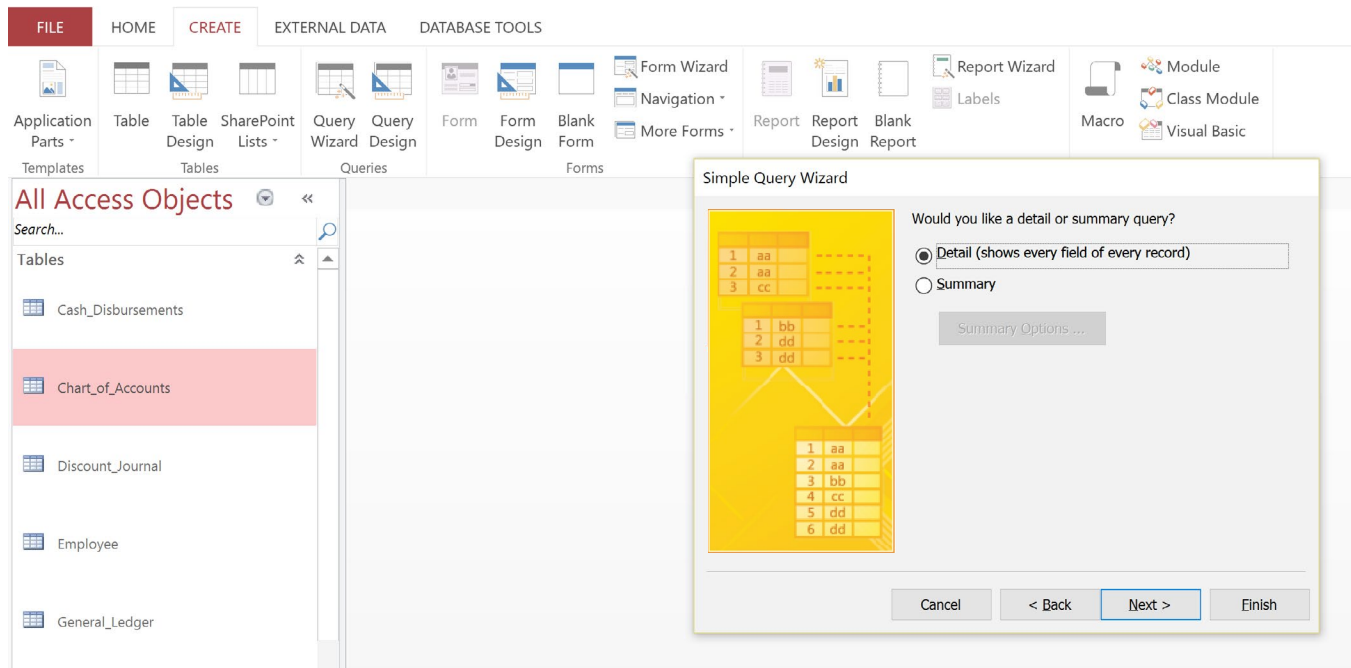 FILE HOME CREATE EXTERNAL DATA DATABASE TOOLS
Application Parts
Table
Table Design
SharePoint Lists
Query Wizard
Query Design
Form
Form Design
Blank Form
Form Wizard
Navigation
More Forms
Report
Report Design
Blank Report
Report Wizard
Labels
Macro
Module
Class Module
Visual Basic
Templates
Tables
Queries
Forms
All Access Objects
Search...
Tables
Cash_Disbursements
Chart_of_Accounts
Discount_Journal
Employee
General_Ledger
Simple Query Wizard
1 aa
2 aa
3 cc
1 bb
2 dd
3 dd
1 aa
2 aa
3 bb
4 cc
5 dd
6 dd
Would you like a detail or summary query?
Detail (shows every field of every record)
Summary
Summary Options ...
Cancel < Back Next > Finish